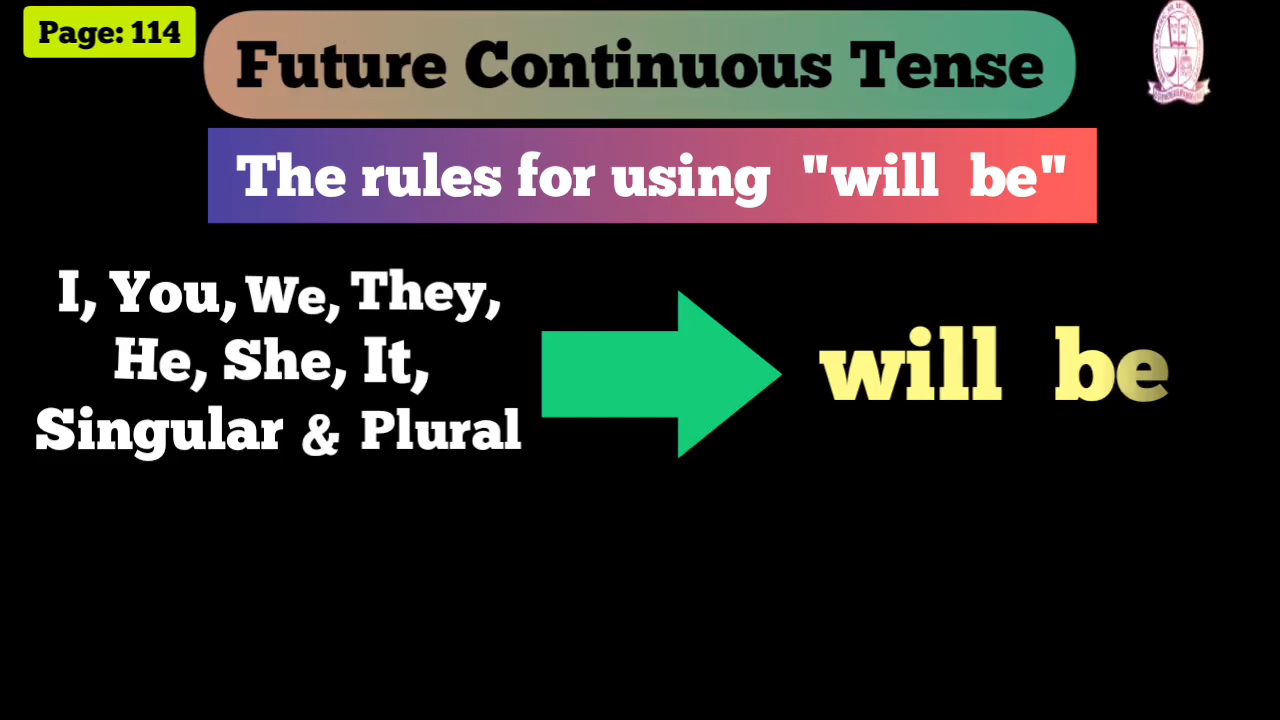 Page: 114
Future Continuous Tense
The rules for using "will be"
I, You, We, They,
He, She, It,
Singular & Plural
will be